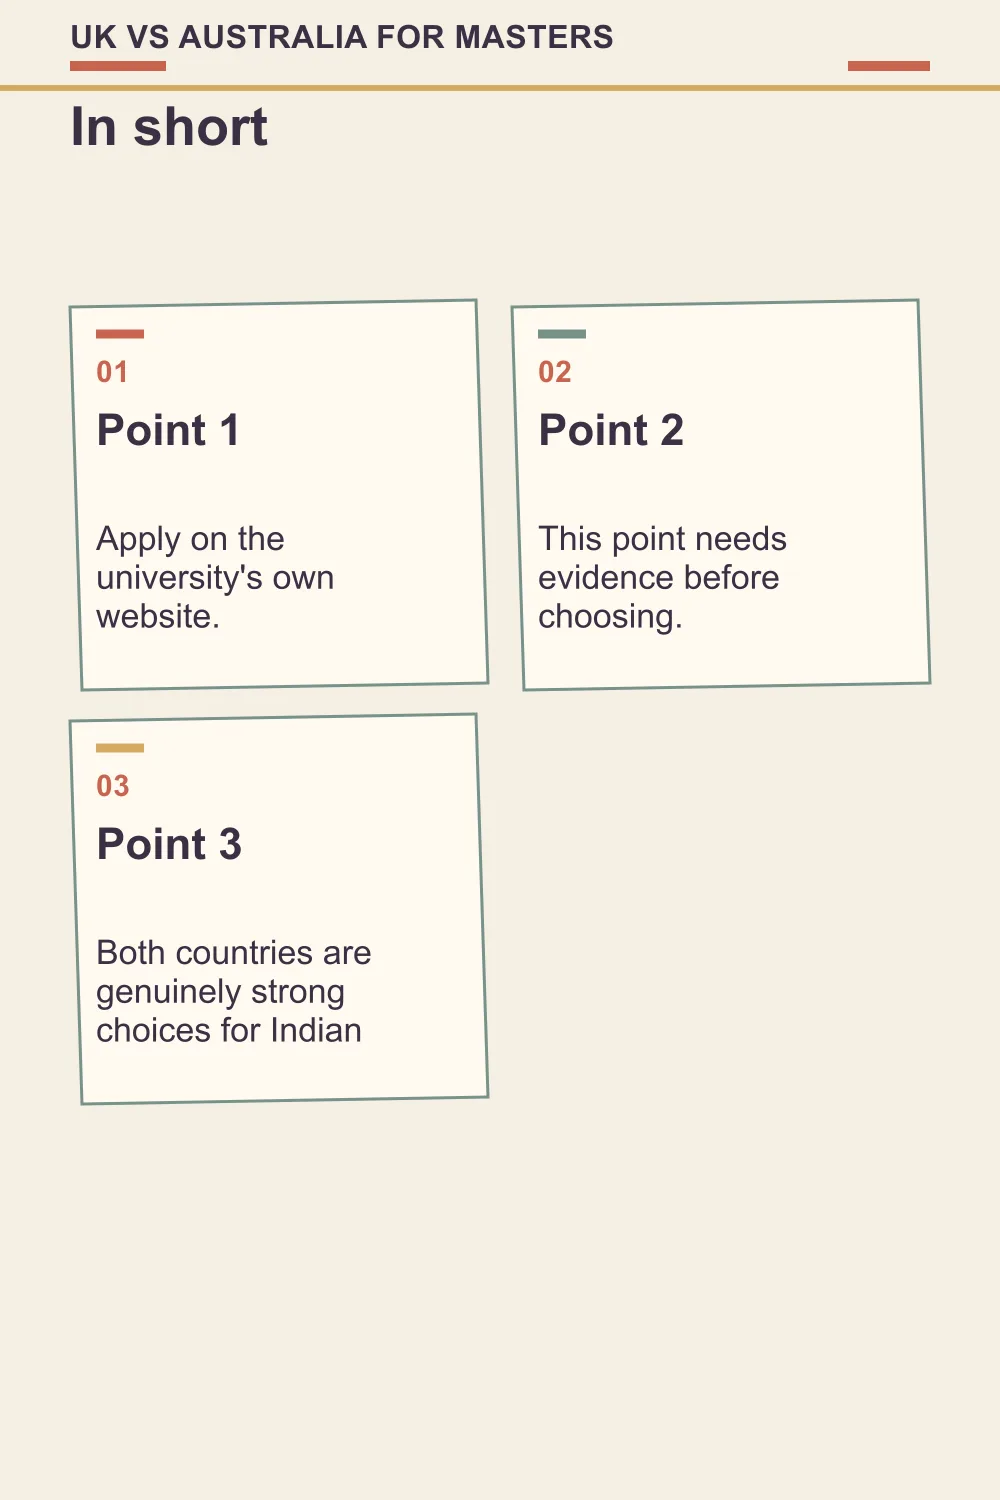 UK VS AUSTRALIA FOR MASTERS
In short
01
Point 1
Apply on the
university's own
website.
02
Point 2
This point needs
evidence before
choosing.
03
Point 3
Both countries are
genuinely strong
choices for Indian